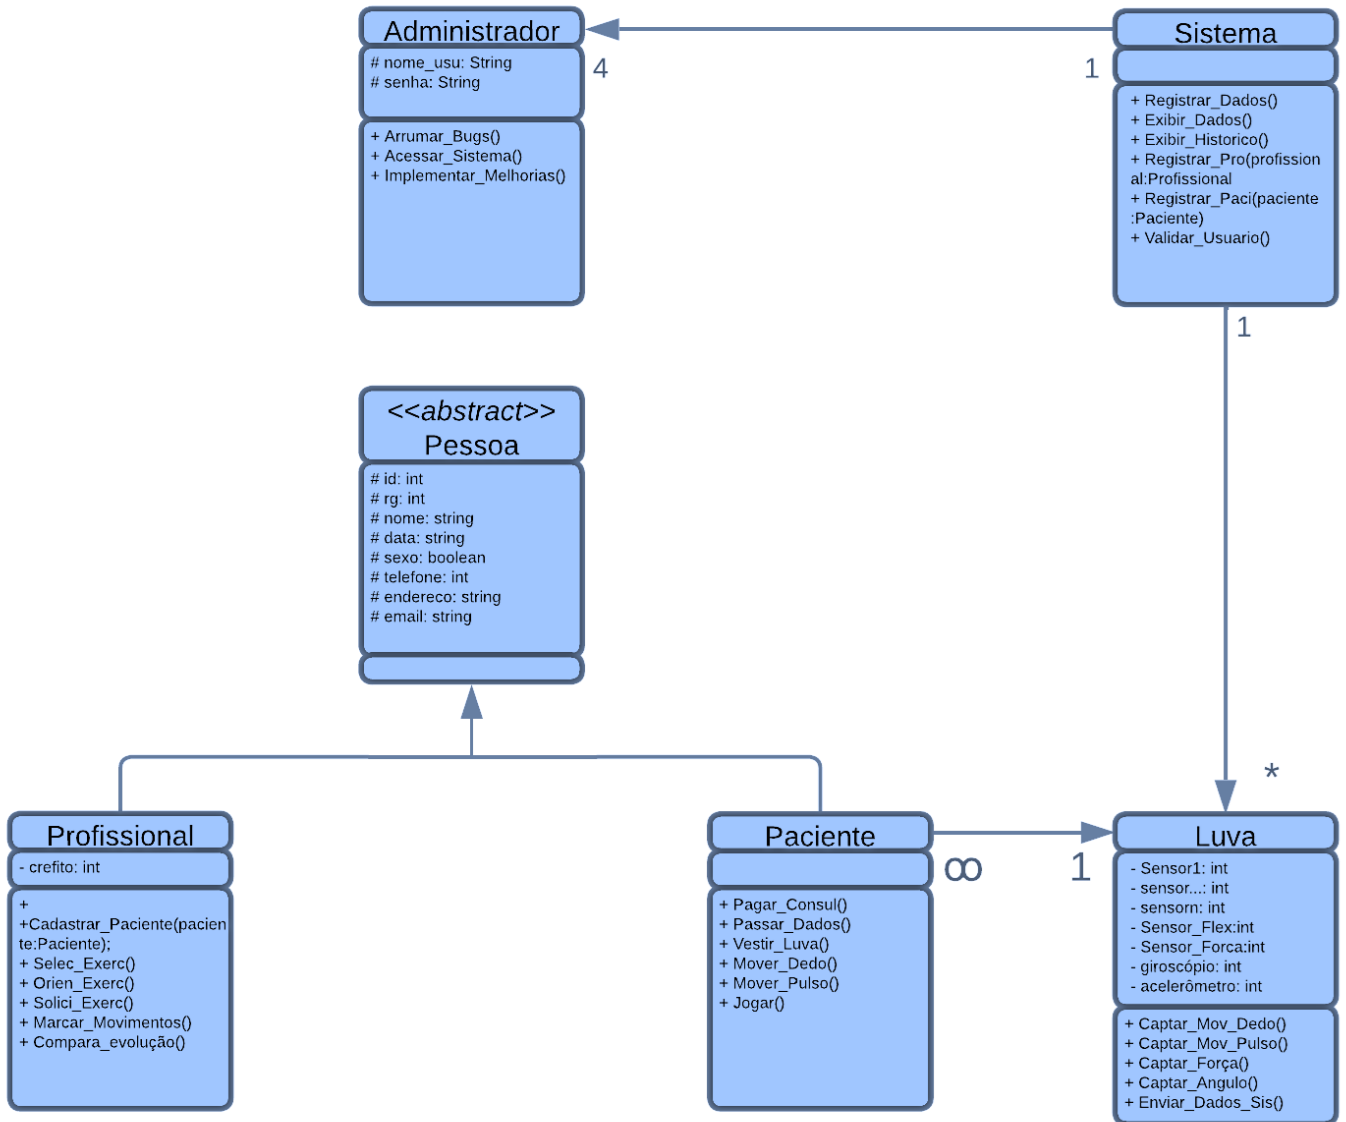 Administrador
# nome_usu: String
# senha: String
+ Arrumar_Bugs()
+ Acessar_Sistema()
+ Implementar_Melhorias()
4
1
Sistema
+ Registrar_Dados()
+ Exibir_Dados()
+ Exibir_Historico()
+ Registrar_Pro(profission
al:Profissional
+ Registrar_Paci(paciente
:Paciente)
+ Validar_Usuario()
1
*
<<abstract>>
Pessoa
# id: int
# rg: int
# nome: string
# data: string
# sexo: boolean
# telefone: int
# endereco: string
# email: string
Profissional
- crefito: int
+
+Cadastrar_Paciente(pacien
te:Paciente);
+ Selec_Exerc()
+ Orien_Exerc()
+ Solici_Exerc()
+ Marcar_Movimentos()
+ Compara_evolução()
Paciente
+ Pagar_Consul()
+ Passar_Dados()
+ Vestir_Luva()
+ Mover_Dedo()
+ Mover_Pulso()
+ Jogar()
∞
1
Luva
- Sensor1: int
- sensor...: int
- sensorn: int
- Sensor_Flex:int
- Sensor_Forca:int
- giroscópio: int
- acelerômetro: int
+ Captar_Mov_Dedo()
+ Captar_Mov_Pulso()
+ Captar_Força()
+ Captar_Angulo()
+ Enviar_Dados_Sis()